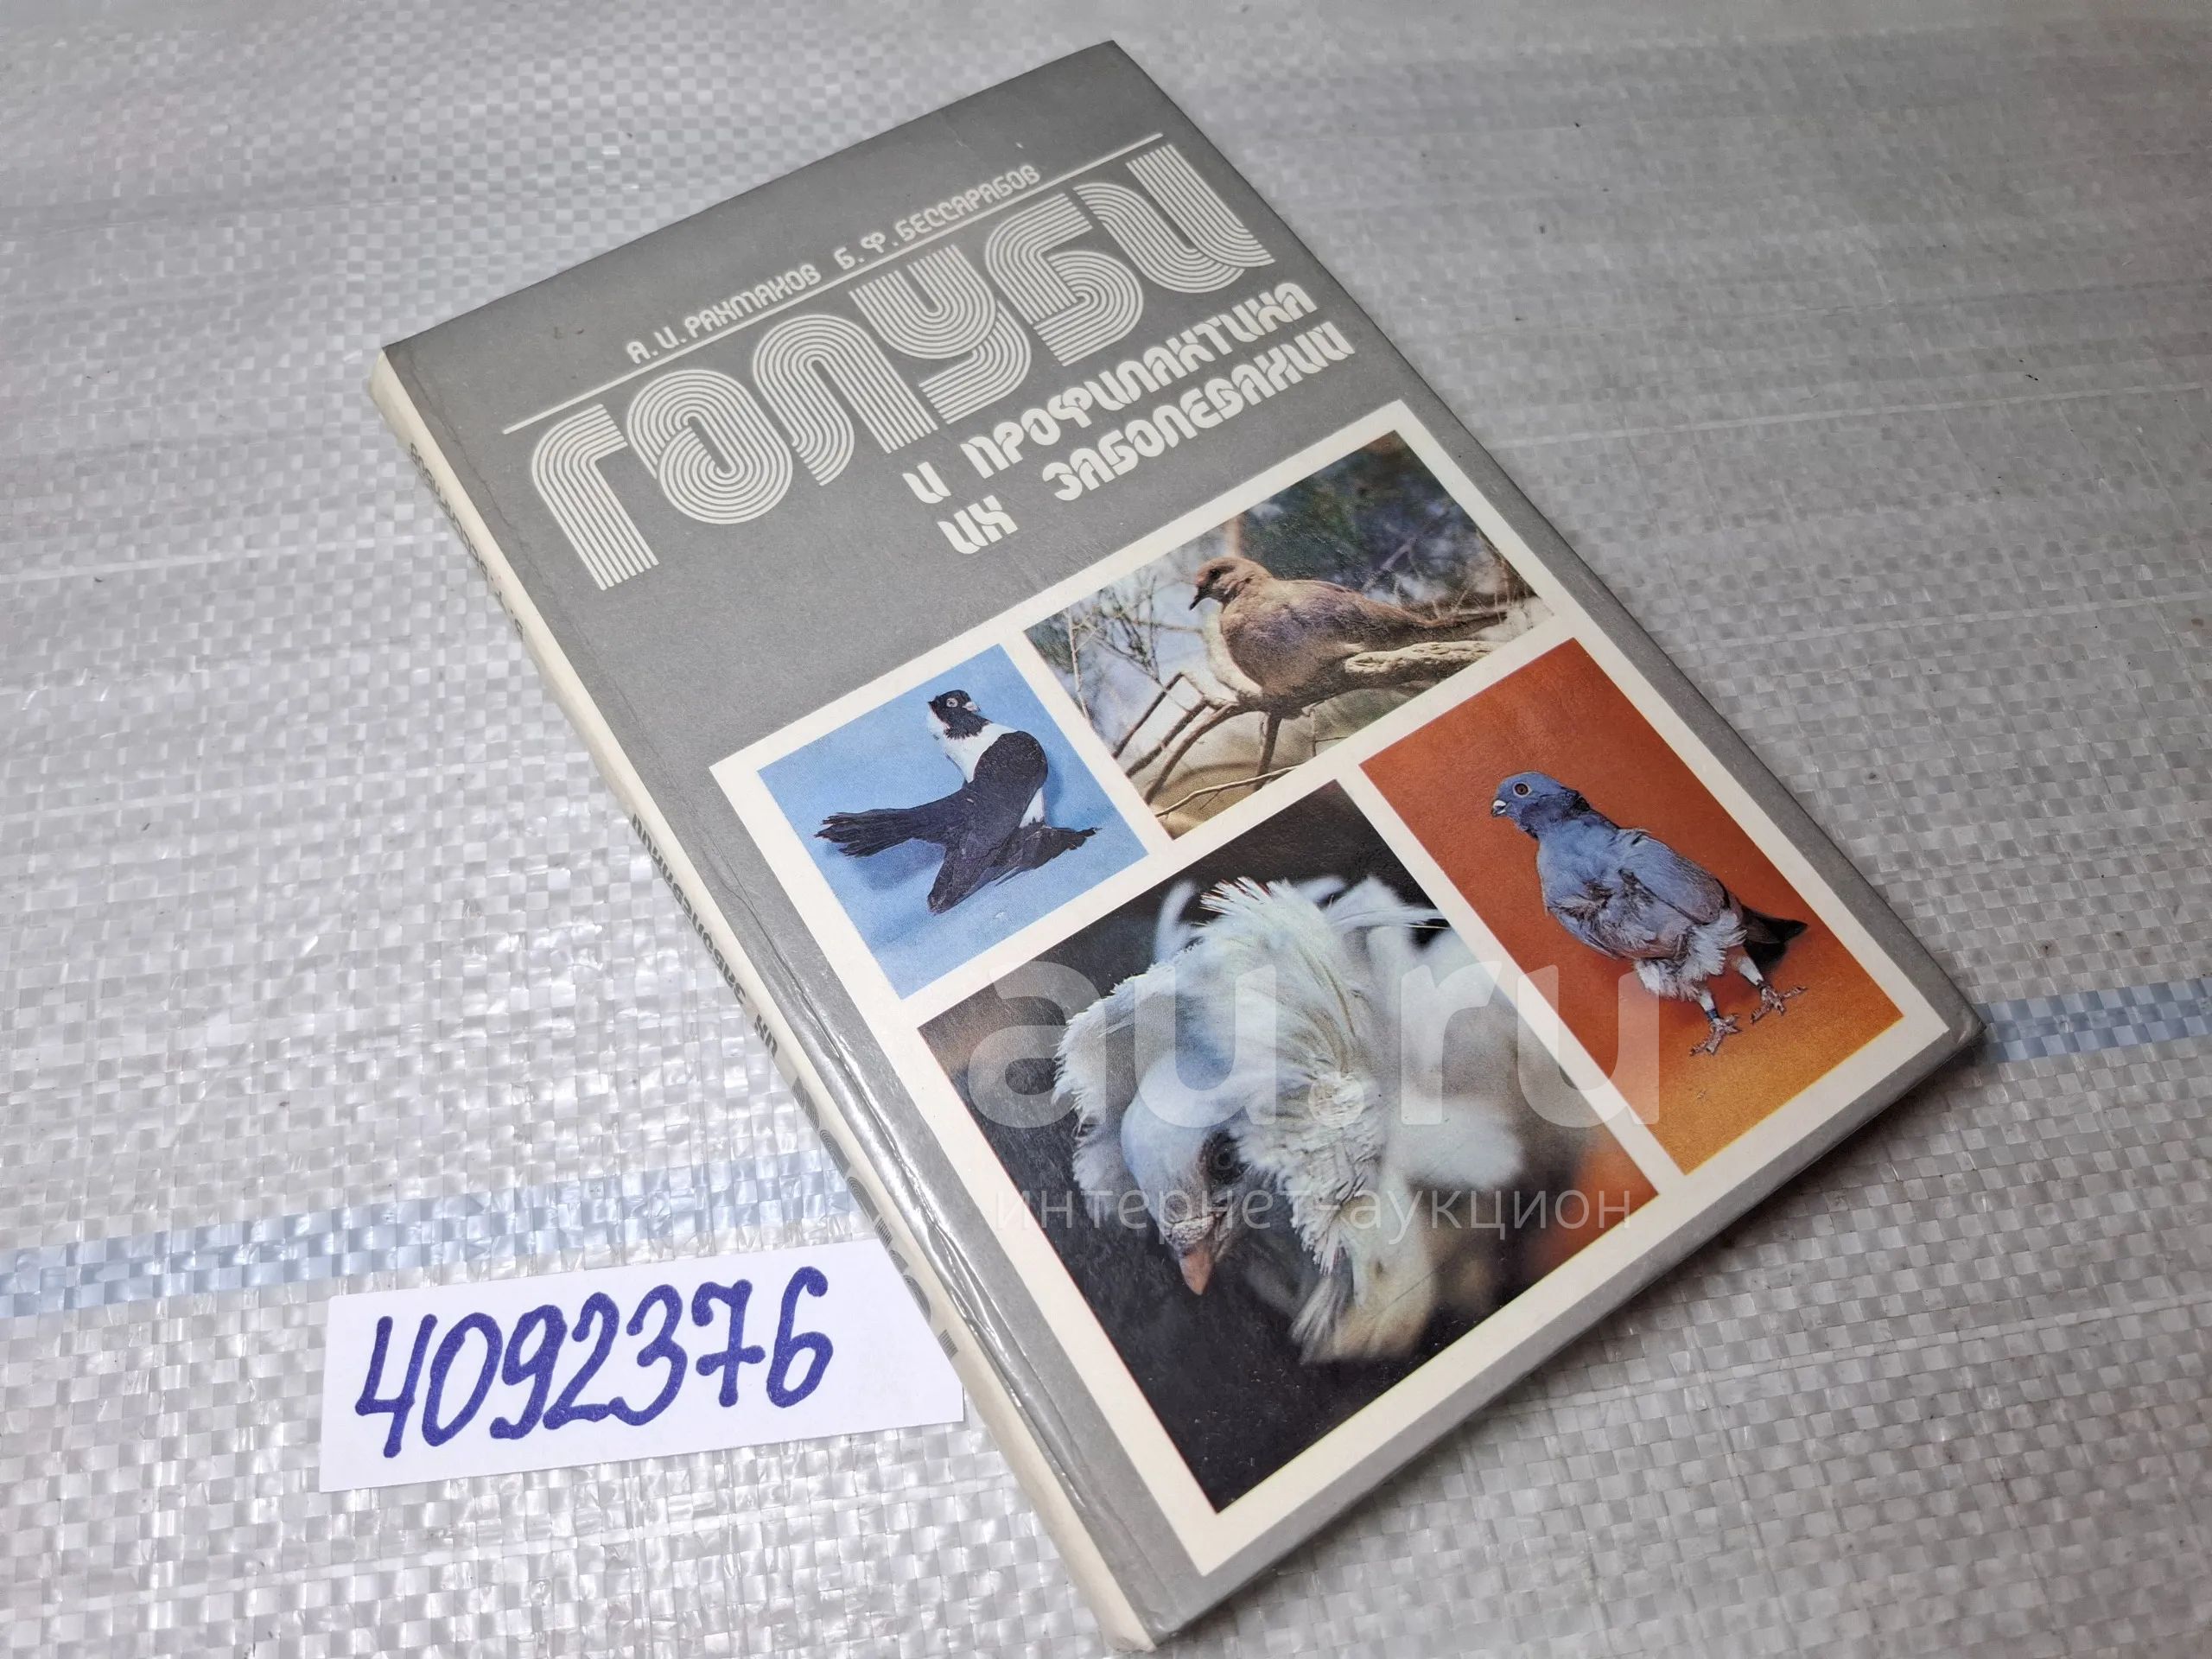 А. И. РАХМАНОВ Б. Ф. БЕССАРАБОВ
ГОЛУБИ
И ПРОФИЛАКТИКА
ИХ ЗАБОЛЕВАНИЙ
au.ru
интернет-аукцион
4092376